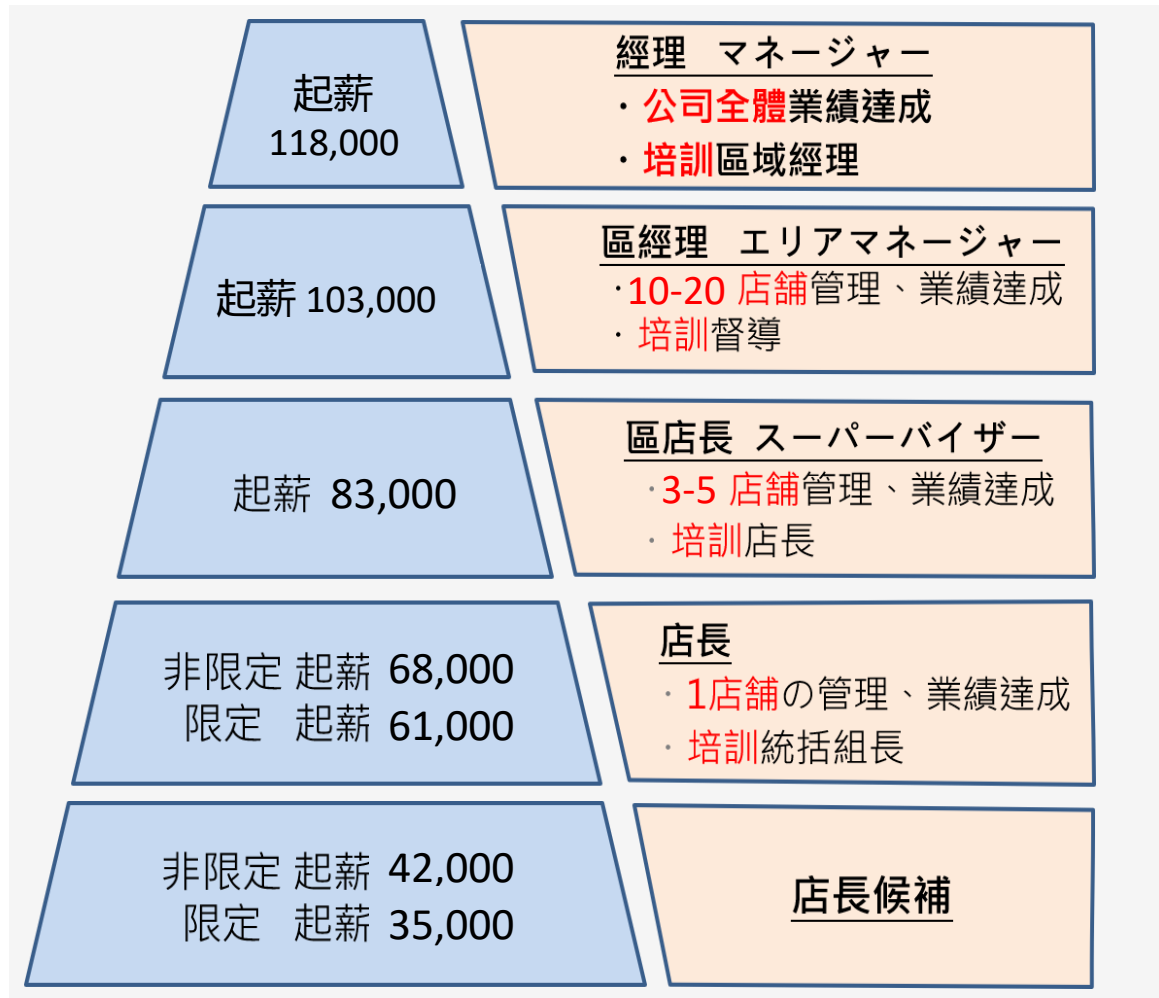 起薪
118,000
經理 マネージャー
・公司全體業績達成
・培訓區域經理
起薪 103,000
區經理 エリアマネージャー
・10-20 店舖管理、業績達成
・培訓督導
起薪 83,000
區店長 スーパーバイザー
・3-5 店舖管理、業績達成
・培訓店長
非限定 起薪 68,000
限定 起薪 61,000
店長
・1店舖の管理、業績達成
・培訓統括組長
非限定 起薪 42,000
限定 起薪 35,000
店長候補